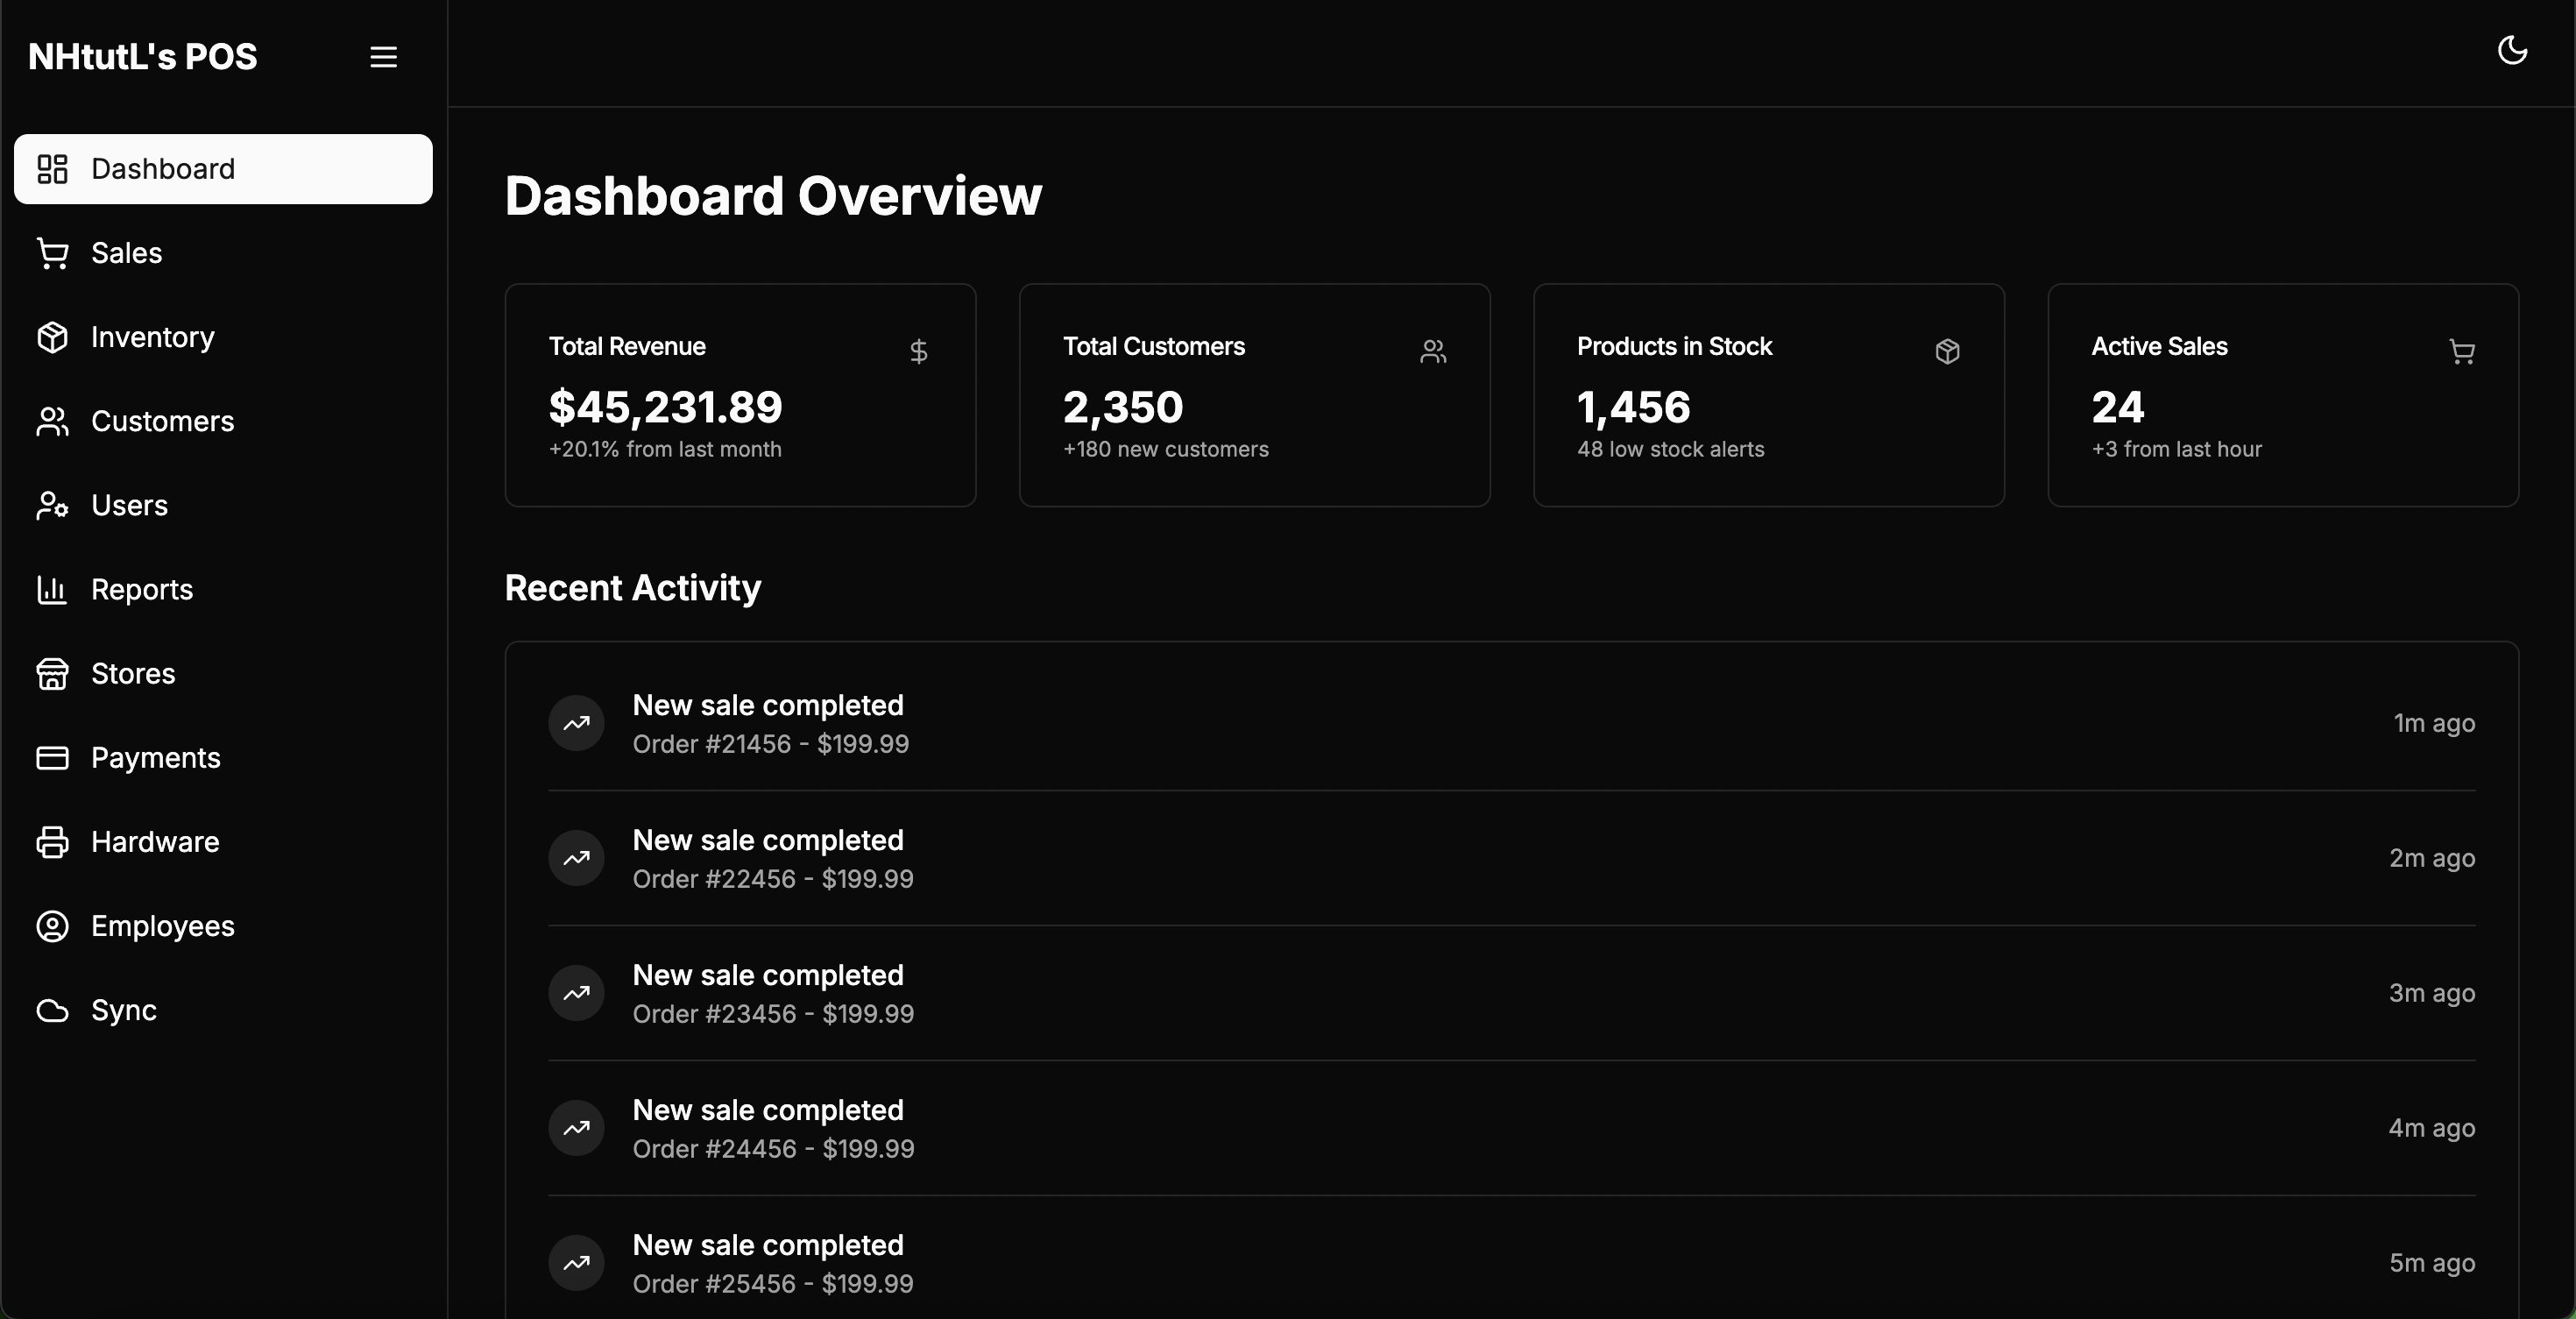 NHtutL's POS
Dashboard
Sales
Inventory
Customers
Users
Reports
Stores
Payments
Hardware
Employees
Sync
Dashboard Overview
Total Revenue
$45,231.89
+20.1% from last month
Total Customers
2,350
+180 new customers
Products in Stock
1,456
48 low stock alerts
Active Sales
24
+3 from last hour
Recent Activity
New sale completed
Order #21456 - $199.99
1m ago
New sale completed
Order #22456 - $199.99
2m ago
New sale completed
Order #23456 - $199.99
3m ago
New sale completed
Order #24456 - $199.99
4m ago
New sale completed
Order #25456 - $199.99
5m ago